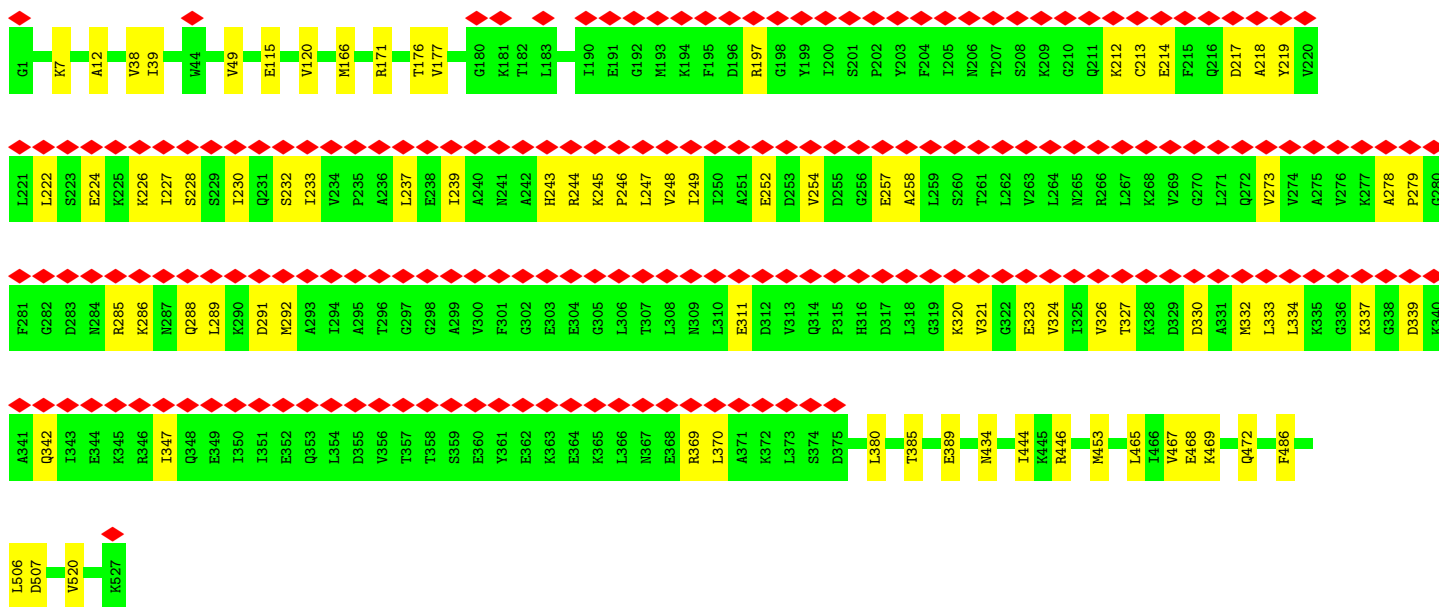 G1 K7 A12 V38 I39 W44 V49 E115 V120 M166 R171 T176 V177 G180 K181 T182 L183 I190 E191 G192 M193 K194 F195 D196 R197 G198 Y199 I200 S201 P202 Y203 F204 I205 N206 T207 S208 K209 G210 Q211 K212 C213 E214 F215 Q216 D217 A218 Y219 V220
L221 L222 S223 E224 K225 K226 I227 S228 S229 I230 Q231 S232 I233 V234 P235 A236 L237 E238 I239 A240 N241 A242 H243 R244 K245 P246 L247 V248 I249 I250 A251 E252 D253 V254 D255 G256 E257 A258 L259 S260 T261 L262 V263 L264 N265 R266 L267 K268 V269 G270 L271 Q272 V273 V274 A275 V276 K277 A278 P279 G280
F281 G282 D283 N284 R285 K286 N287 Q288 L289 K290 D291 M292 A293 I294 A295 T296 G297 G298 A299 V300 F301 G302 E303 E304 G305 L306 T307 L308 N309 L310 E311 D312 V313 Q314 P315 H316 D317 L318 G319 K320 V321 G322 E323 V324 I325 V326 T327 K328 D329 D330 A331 M332 L333 L334 K335 G336 K337 G338 D339 K340
A341 Q342 I343 E344 K345 R346 I347 Q348 E349 I350 I351 E352 Q353 L354 D355 V356 T357 T358 S359 E360 Y361 E362 K363 E364 K365 L366 N367 E368 R369 L370 A371 K372 L373 S374 D375 L380 T385 E389 N434 I444 K445 R446 M453 L465 I466 V467 E468 K469 Q472 F486
L506 D507 V520 K527